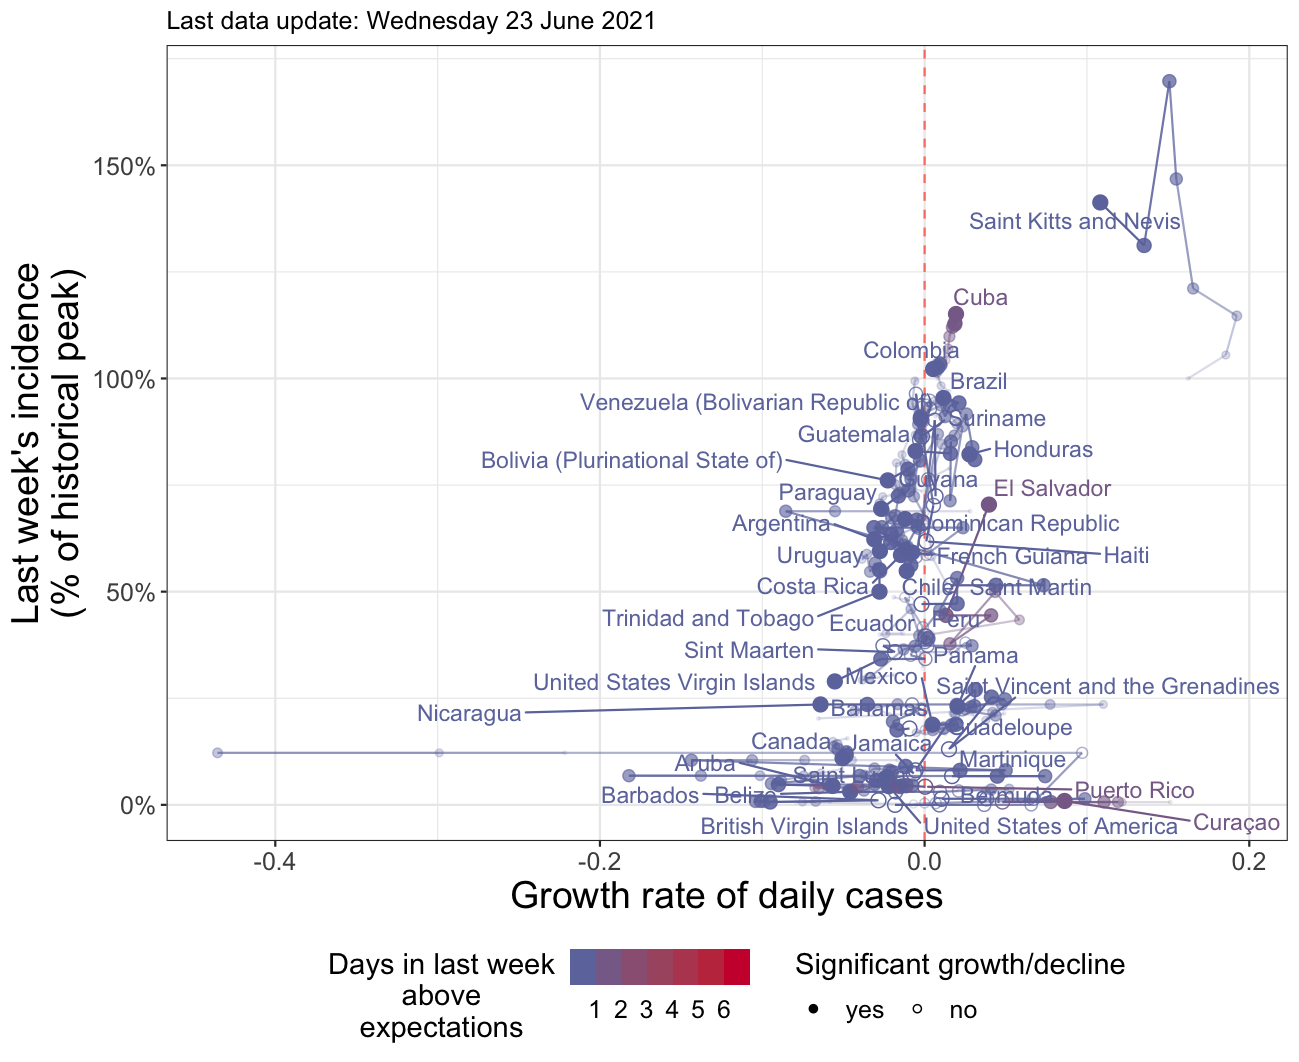 Last data update: Wednesday 23 June 2021
Last week's incidence
(% of historical peak)
150%
100%
50%
0%
Saint Kitts and Nevis
Cuba
Colombia
Brazil
Venezuela (Bolivarian Republic of)
Suriname
Guatemala
Honduras
Bolivia (Plurinational State of)
Guyana
El Salvador
Paraguay
Argentina
Dominican Republic
Uruguay
French Guiana
Haiti
Costa Rica
Chile
Saint Martin
Trinidad and Tobago
Ecuador
Peru
Sint Maarten
Panama
United States Virgin Islands
Mexico
Saint Vincent and the Grenadines
Nicaragua
Bahamas
Guadeloupe
Canada
Jamaica
Aruba
Martinique
Saint
Barbados
Belize
Bermuda
Puerto Rico
British Virgin Islands
United States of America
Curaçao
-0.4
-0.2
0.0
0.2
Growth rate of daily cases
Days in last week
above
expectations
1 2 3 4 5 6
Significant growth/decline
yes
no